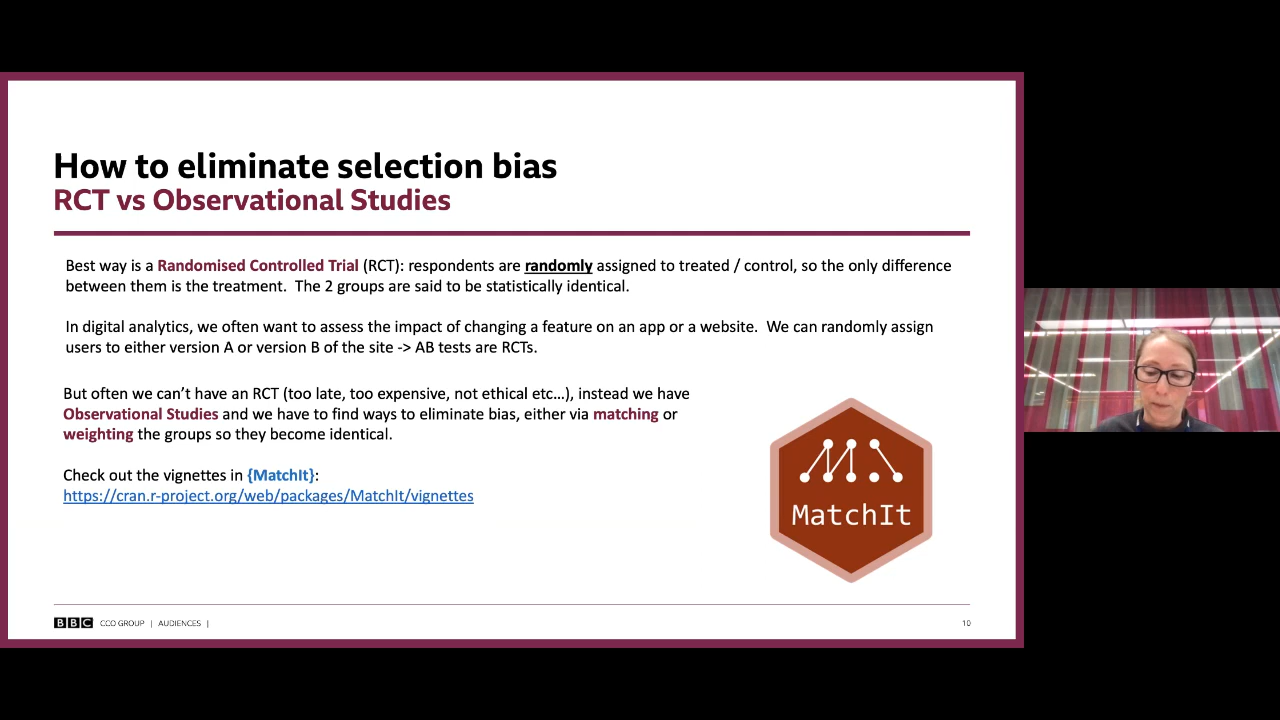 How to eliminate selection bias
RCT vs Observational Studies
Best way is a Randomised Controlled Trial (RCT): respondents are randomly assigned to treated / control, so the only difference
between them is the treatment.  The 2 groups are said to be statistically identical.
In digital analytics, we often want to assess the impact of changing a feature on an app or a website.  We can randomly assign
users to either version A or version B of the site -> AB tests are RCTs.
But often we can't have an RCT (too late, too expensive, not ethical etc...), instead we have
Observational Studies and we have to find ways to eliminate bias, either via matching or
weighting the groups so they become identical.
Check out the vignettes in {MatchIt}:
https://cran.r-project.org/web/packages/MatchIt/vignettes
MatchIt
BBC CCO GROUP | AUDIENCES |
10